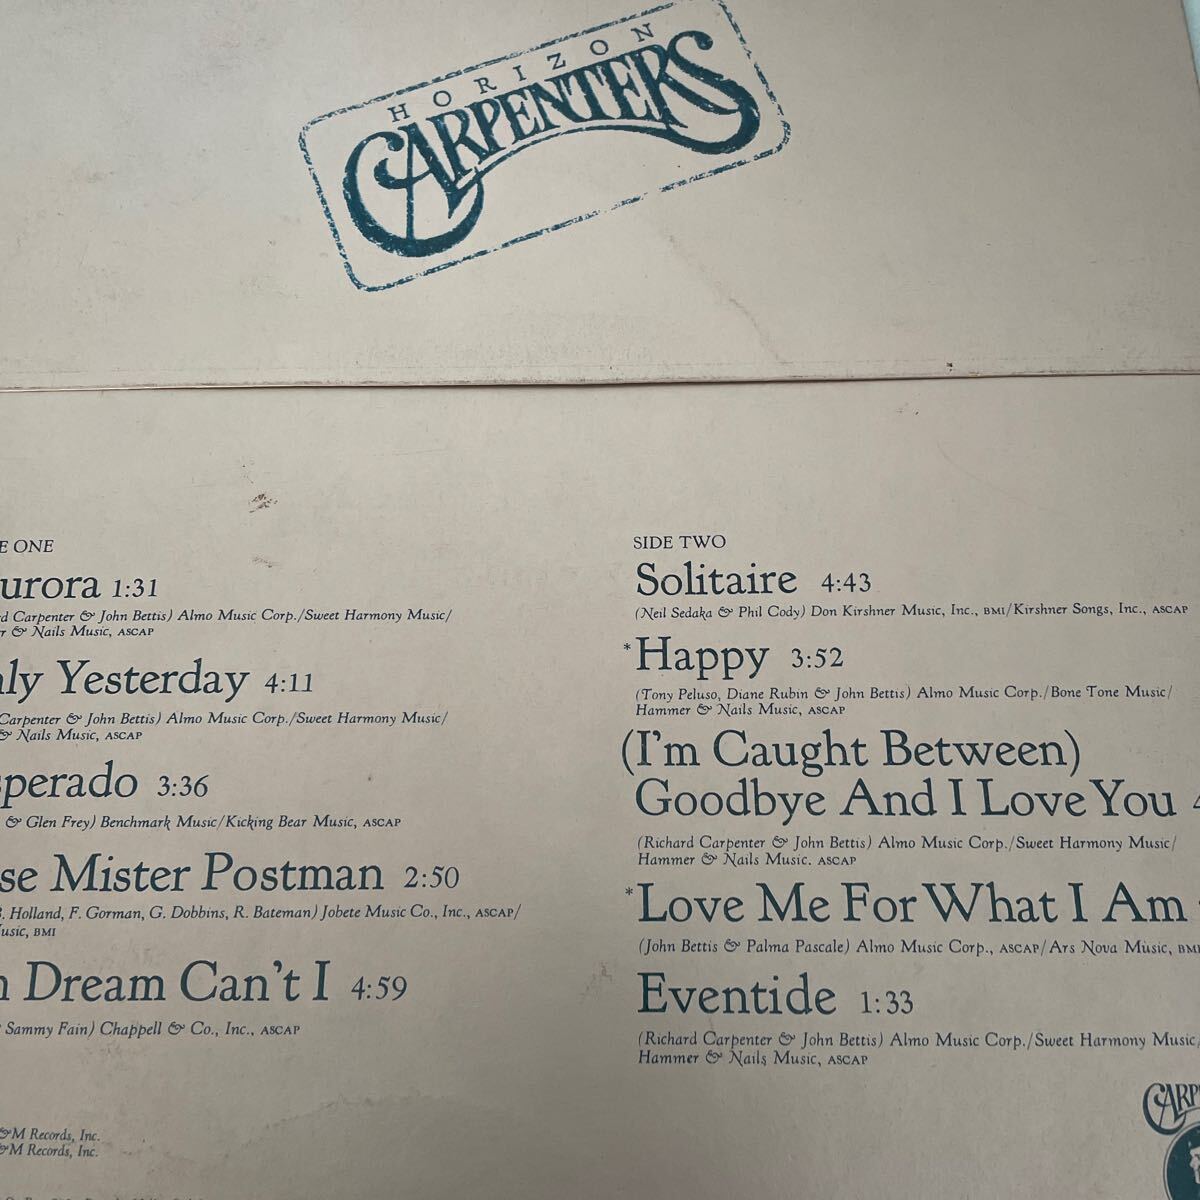 HORIZON
CARPENTERS
E ONE
urora 1:31
rd Carpenter & John Bettis) Almo Music Corp./Sweet Harmony Music/
r & Nails Music, ASCAP
nly Yesterday 4:11
Carpenter & John Bettis) Almo Music Corp./Sweet Harmony Music/
& Nails Music, ASCAP
sperado 3:36
& Glen Frey) Benchmark Music/Kicking Bear Music, ASCAP
se Mister Postman 2:50
B. Holland, F. Gorman, G. Dobbins, R. Bateman) Jobete Music Co., Inc., ASCAP/
usic, BMI
n Dream Can't I 4:59
Sammy Fain) Chappell & Co., Inc., ASCAP
&M Records, Inc.
&M Records, Inc.
SIDE TWO
Solitaire 4:43
(Neil Sedaka & Phil Cody) Don Kirshner Music, Inc., BMI/Kirshner Songs, Inc., ASCAP
*Happy 3:52
(Tony Peluso, Diane Rubin & John Bettis) Almo Music Corp./Bone Tone Music/
Hammer & Nails Music, ASCAP
(I'm Caught Between)
Goodbye And I Love You 4
(Richard Carpenter & John Bettis) Almo Music Corp./Sweet Harmony Music/
Hammer & Nails Music. ASCAP
*Love Me For What I Am
(John Bettis & Palma Pascale) Almo Music Corp., ASCAP/Ars Nova Music, BMI
Eventide 1:33
(Richard Carpenter & John Bettis) Almo Music Corp./Sweet Harmony Music/
Hammer & Nails Music, ASCAP
CARP